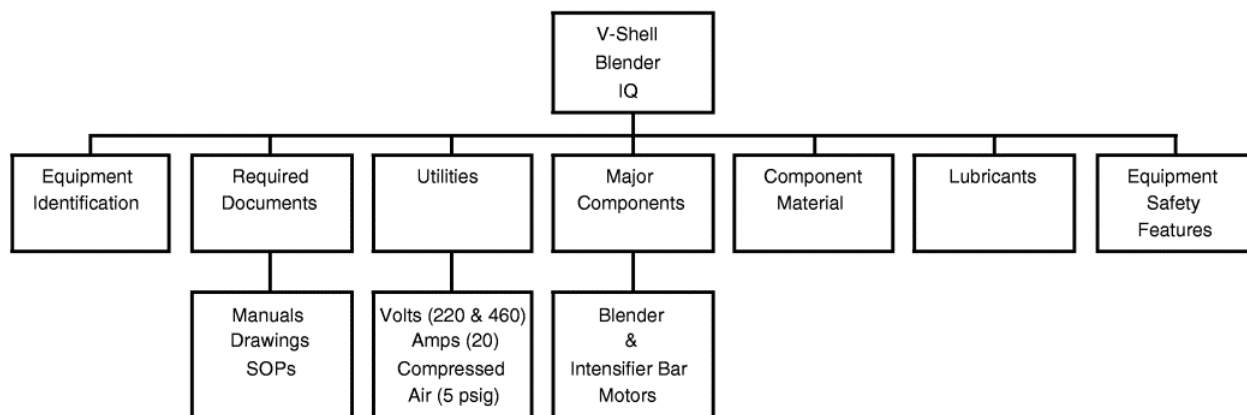 V-Shell
Blender
IQ
Equipment
Identification
Required
Documents
Utilities
Major
Components
Component
Material
Lubricants
Equipment
Safety
Features
Manuals
Drawings
SOPs
Volts (220 & 460)
Amps (20)
Compressed
Air (5 psig)
Blender
&
Intensifier Bar
Motors